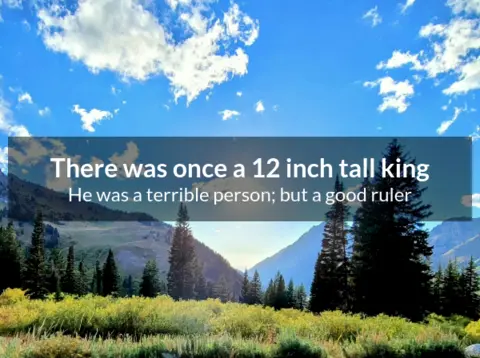 There was once a 12 inch tall king
He was a terrible person; but a good ruler